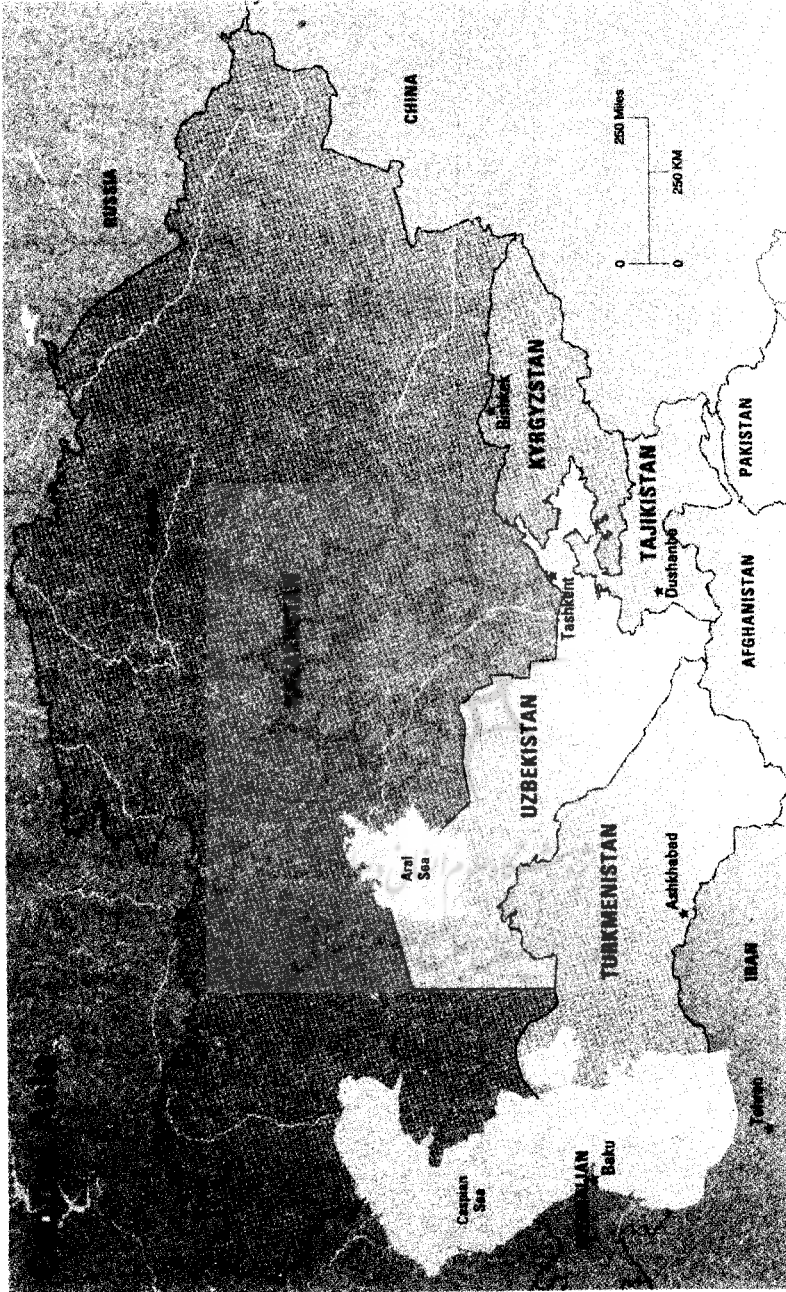 RUSSIA
CHINA
250 Miles
250 KM
0
0
Bishkek
KYRGYZSTAN
Tashkent
TAJIKISTAN
Dushanbe
PAKISTAN
AFGHANISTAN
UZBEKISTAN
Aral
Sea
TURKMENISTAN
Ashkhabad
IRAN
Caspian
Sea
Baku
Tehran